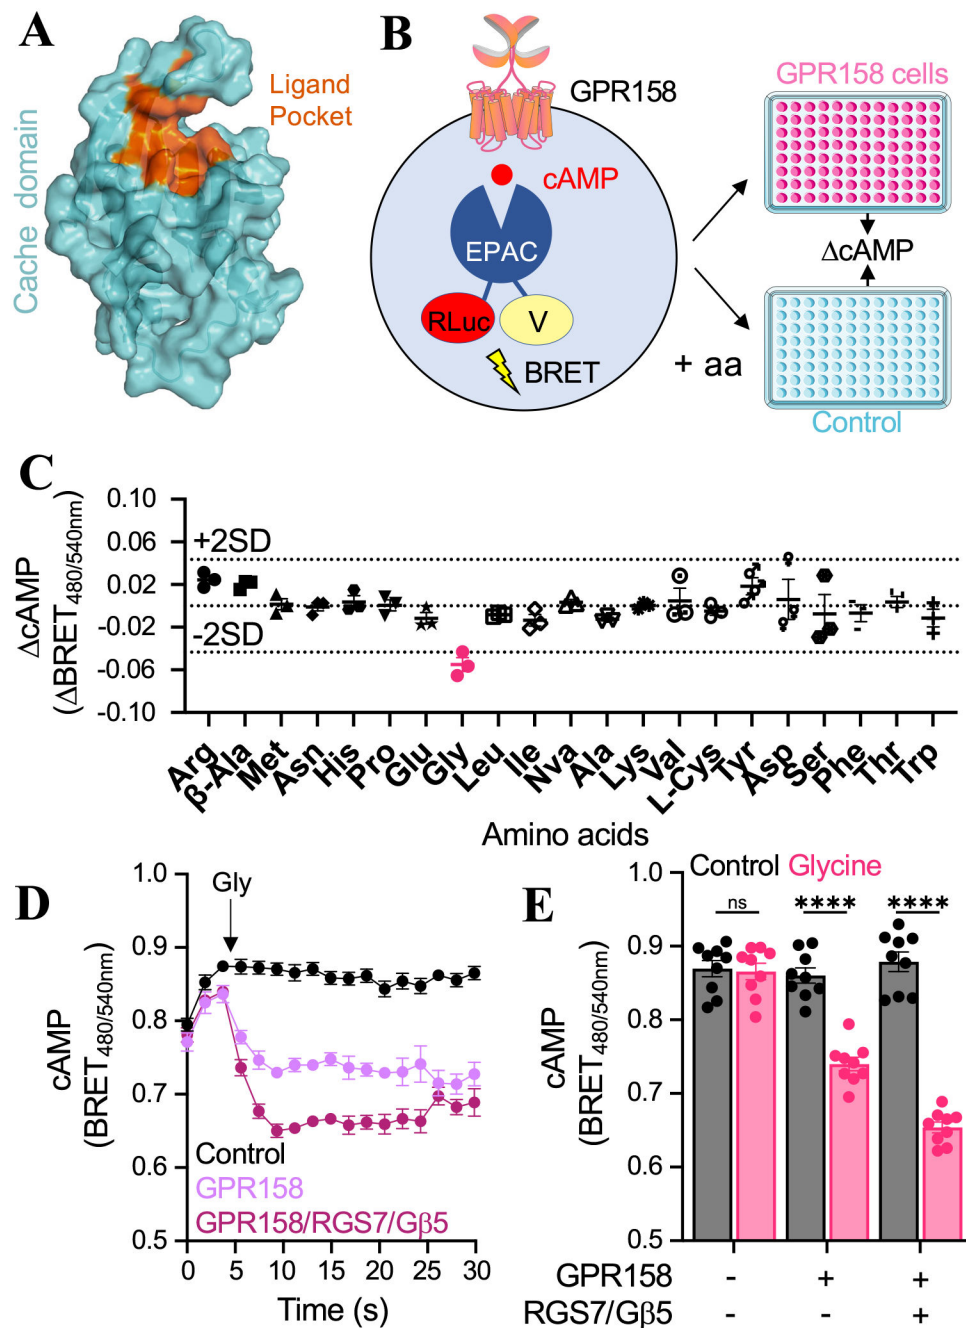 A
Cache domain
Ligand
Pocket
B
GPR158
cAMP
EPAC
RLuc
V
BRET
GPR158 cells
ΔcAMP
+ aa
Control
C
ΔcAMP
(ΔBRET480/540nm)
0.10
0.06
0.02
-0.02
-0.06
-0.10
+2SD
-2SD
Arg
β-Ala
Met
Asn
His
Pro
Glu
Gly
Leu
Ile
Nva
Ala
Lys
Val
L-Cys
Tyr
Asp
Ser
Phe
Thr
Trp
Amino acids
D
cAMP
(BRET480/540nm)
1.0
0.9
0.8
0.7
0.6
0.5
Gly
Control
GPR158
GPR158/RGS7/Gβ5
0 5 10 15 20 25 30
Time (s)
E
Control Glycine
cAMP
(BRET480/540nm)
1.0
0.9
0.8
0.7
0.6
0.5
ns
****
****
GPR158 - + +
RGS7/Gβ5 - - +